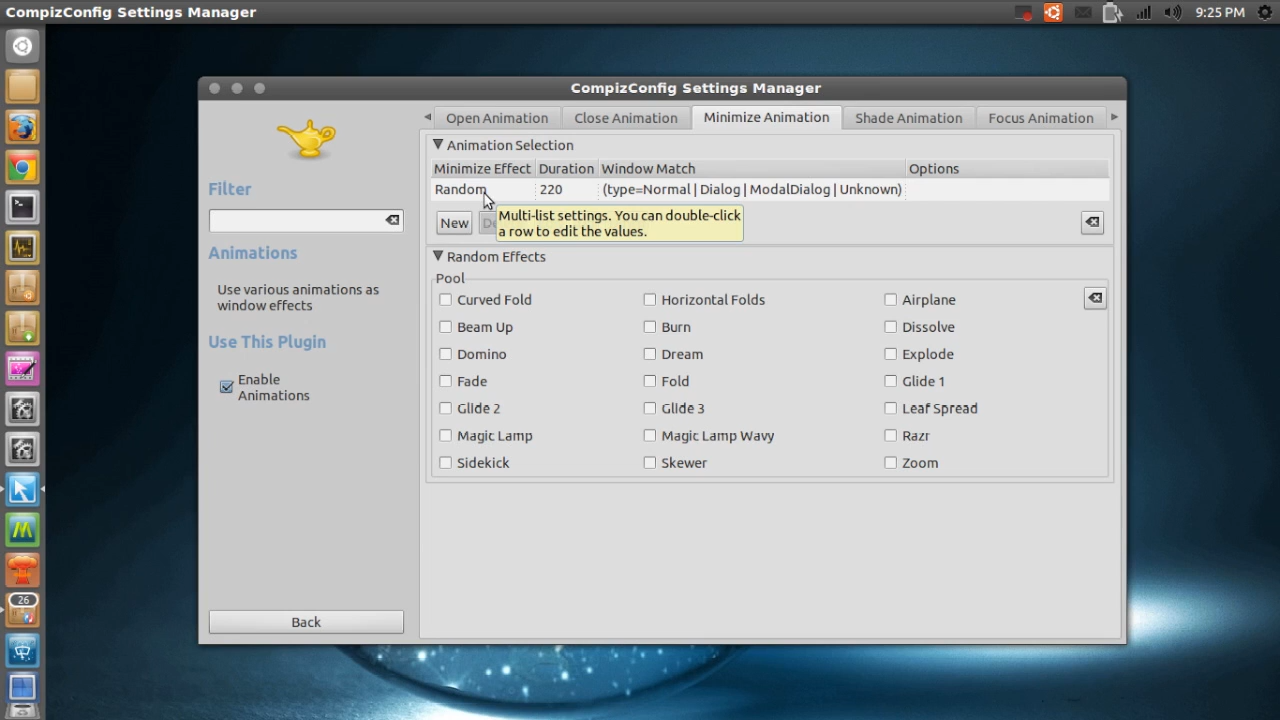 CompizConfig Settings Manager
9:25 PM
CompizConfig Settings Manager
Open Animation
Close Animation
Minimize Animation
Shade Animation
Focus Animation
Filter
Animations
Use various animations as
window effects
Use This Plugin
Enable
Animations
Back
Animation Selection
Minimize Effect Duration Window Match Options
Random 220 (type=Normal | Dialog | ModalDialog | Unknown)
New
Multi-list settings. You can double-click
a row to edit the values.
Random Effects
Pool
Curved Fold Horizontal Folds Airplane
Beam Up Burn Dissolve
Domino Dream Explode
Fade Fold Glide 1
Glide 2 Glide 3 Leaf Spread
Magic Lamp Magic Lamp Wavy Razr
Sidekick Skewer Zoom
26